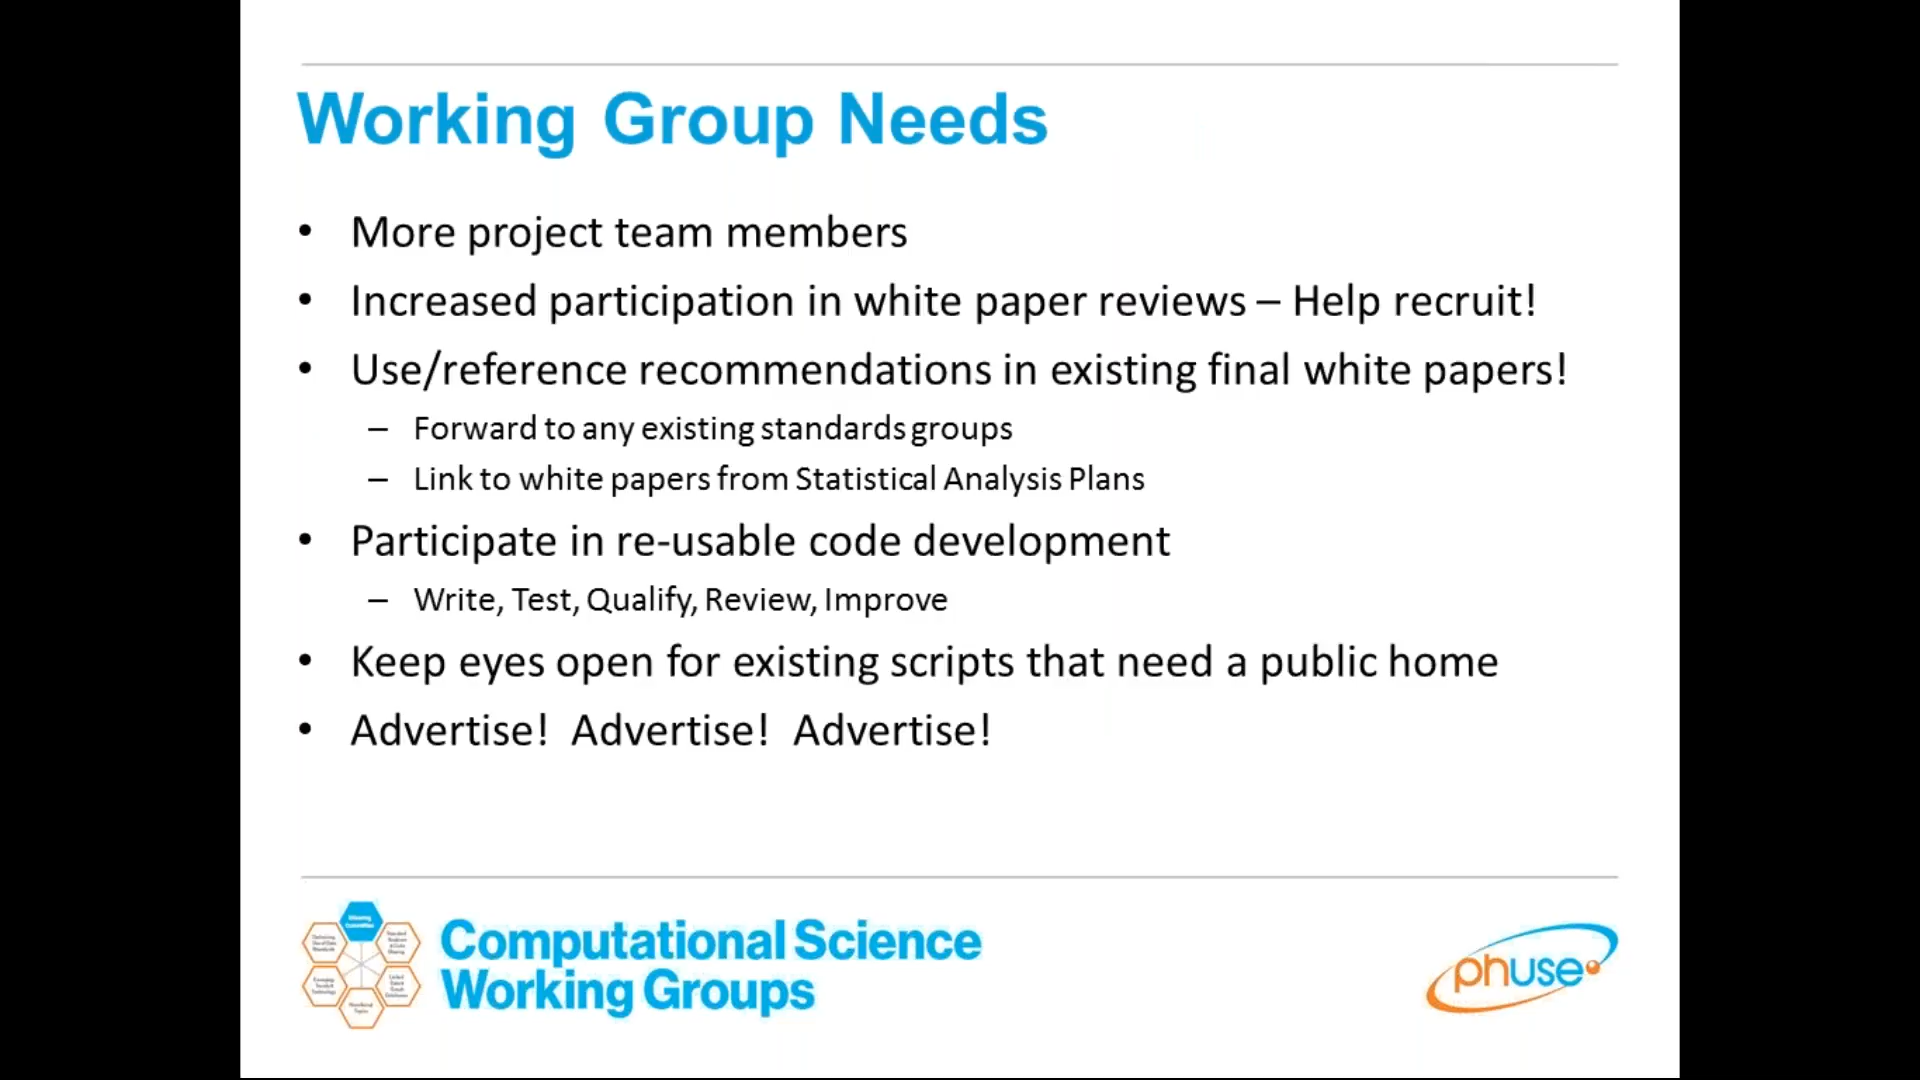 Working Group Needs
• More project team members
• Increased participation in white paper reviews – Help recruit!
• Use/reference recommendations in existing final white papers!
– Forward to any existing standards groups
– Link to white papers from Statistical Analysis Plans
• Participate in re-usable code development
– Write, Test, Qualify, Review, Improve
• Keep eyes open for existing scripts that need a public home
• Advertise!  Advertise!  Advertise!
Computational Science
Working Groups
phuse